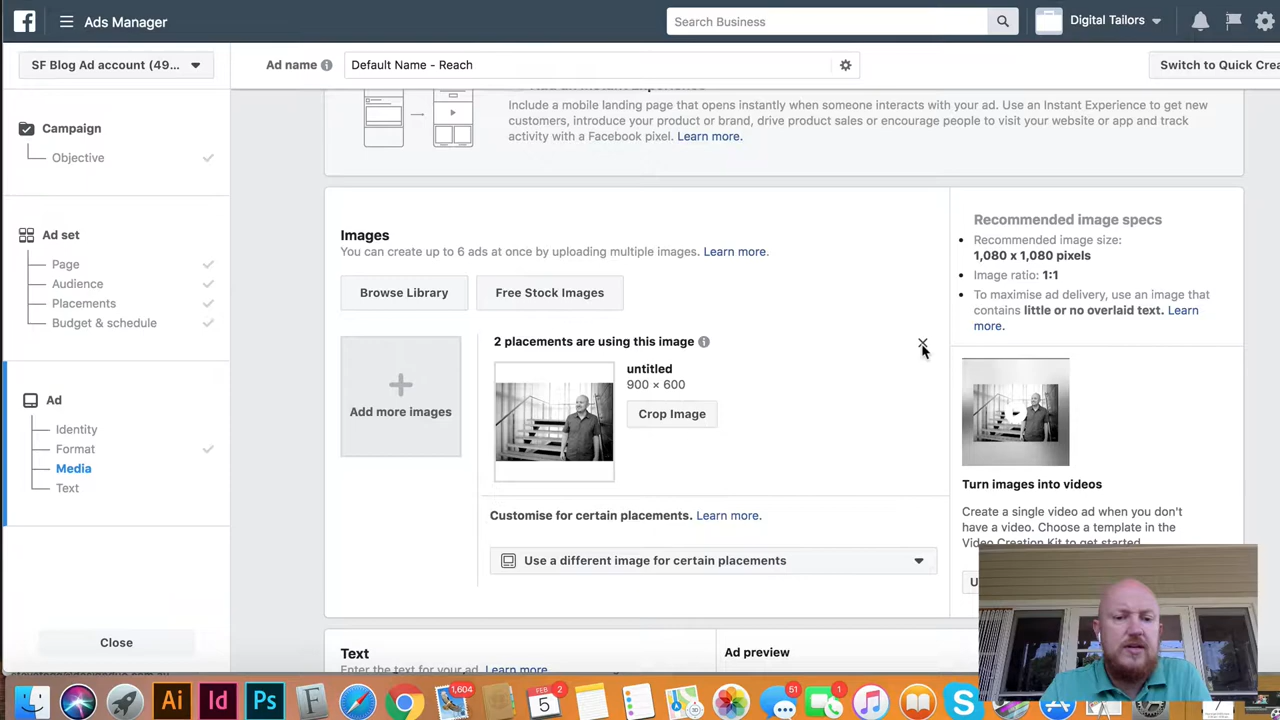 Ads Manager
Search Business
Digital Tailors
SF Blog Ad account (49...
Ad name
Default Name - Reach
Switch to Quick Crea
Include a mobile landing page that opens instantly when someone interacts with your ad. Use an Instant Experience to get new
customers, introduce your product or brand, drive product sales or encourage people to visit your website or app and track
activity with a Facebook pixel. Learn more.
Campaign
Objective
Ad set
Page
Audience
Placements
Budget & schedule
Ad
Identity
Format
Media
Text
Close
Images
You can create up to 6 ads at once by uploading multiple images. Learn more.
Browse Library
Free Stock Images
Add more images
2 placements are using this image
untitled
900 × 600
Crop Image
Customise for certain placements. Learn more.
Use a different image for certain placements
Recommended image specs
Recommended image size:
1,080 x 1,080 pixels
Image ratio: 1:1
To maximise ad delivery, use an image that
contains little or no overlaid text. Learn
more.
Turn images into videos
Create a single video ad when you don't
have a video. Choose a template in the
Video Creation Kit to get started
U
Text
Enter the text for your ad. Learn more
Ad preview
1,604
FEB
2
5
51
1
Ai
Id
Ps